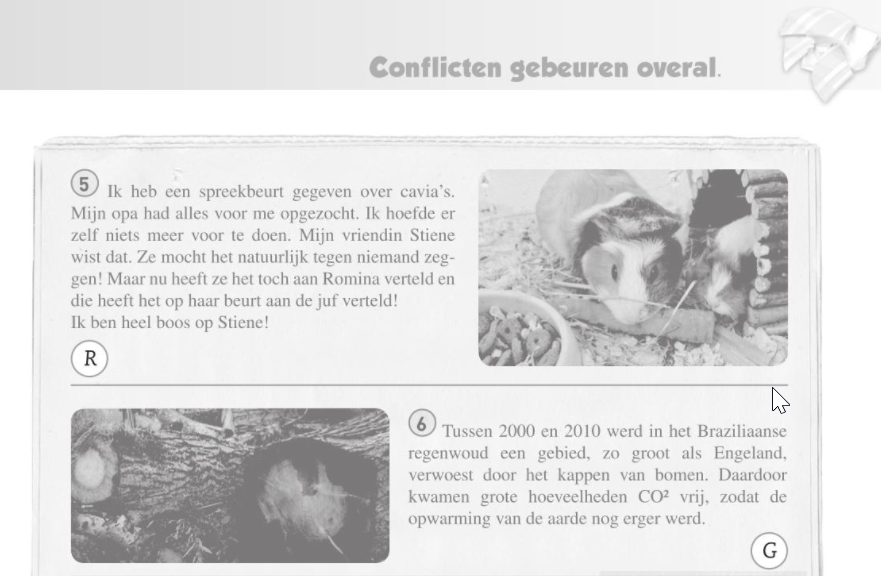 Conflicten gebeuren overal.
5 Ik heb een spreekbeurt gegeven over cavia's.
Mijn opa had alles voor me opgezocht. Ik hoefde er
zelf niets meer voor te doen. Mijn vriendin Stiene
wist dat. Ze mocht het natuurlijk tegen niemand zeg-
gen! Maar nu heeft ze het toch aan Romina verteld en
die heeft het op haar beurt aan de juf verteld!
Ik ben heel boos op Stiene!
R
6 Tussen 2000 en 2010 werd in het Braziliaanse
regenwoud een gebied, zo groot als Engeland,
verwoest door het kappen van bomen. Daardoor
kwamen grote hoeveelheden CO² vrij, zodat de
opwarming van de aarde nog erger werd.
G